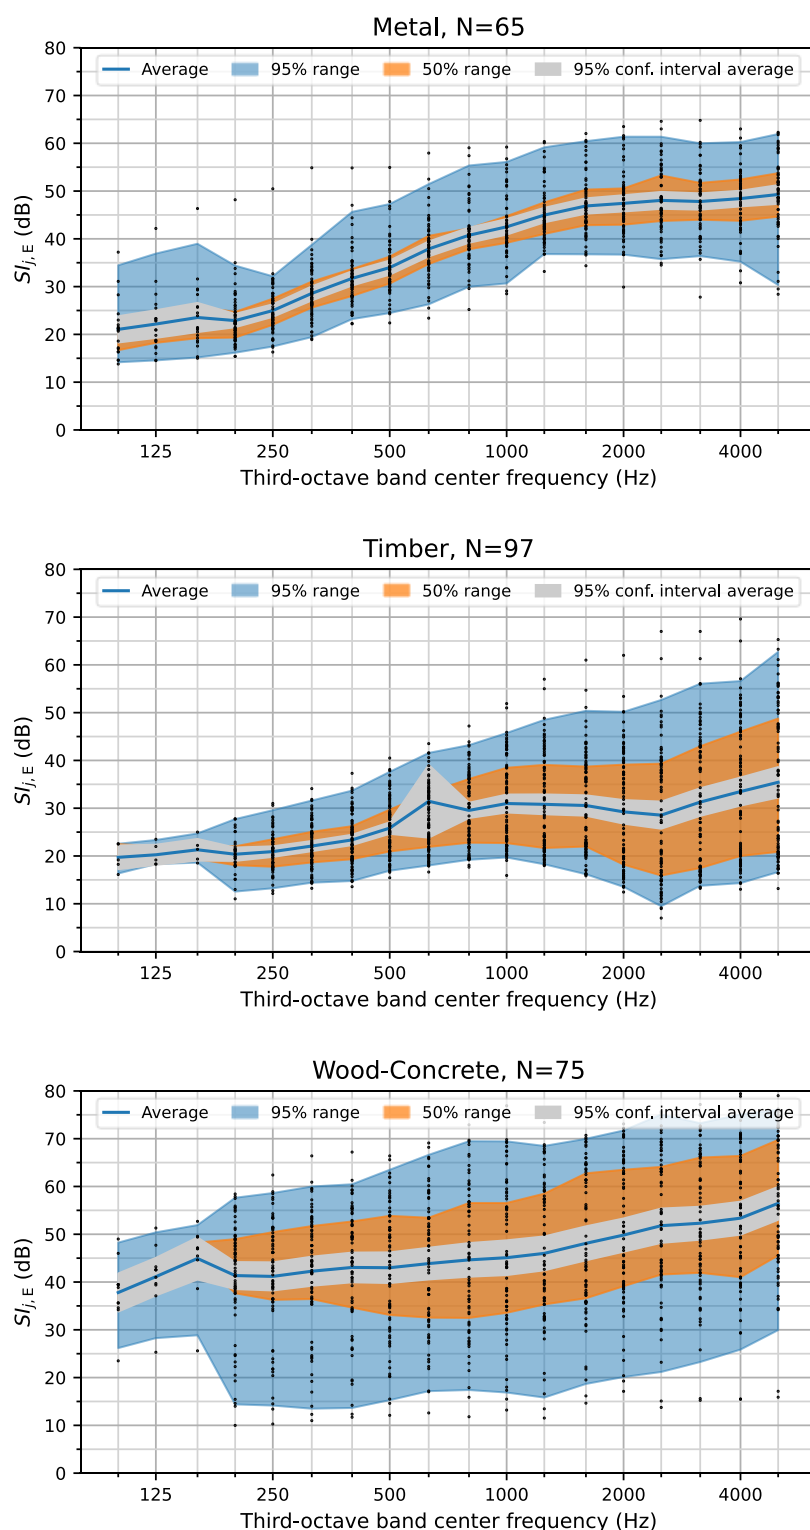 Metal, N=65
Average 95% range 50% range 95% conf. interval average
80
70
60
50
40
30
20
10
0
SI_{j,E} (dB)
125 250 500 1000 2000 4000
Third-octave band center frequency (Hz)
Timber, N=97
Average 95% range 50% range 95% conf. interval average
80
70
60
50
40
30
20
10
0
SI_{j,E} (dB)
125 250 500 1000 2000 4000
Third-octave band center frequency (Hz)
Wood-Concrete, N=75
Average 95% range 50% range 95% conf. interval average
80
70
60
50
40
30
20
10
0
SI_{j,E} (dB)
125 250 500 1000 2000 4000
Third-octave band center frequency (Hz)